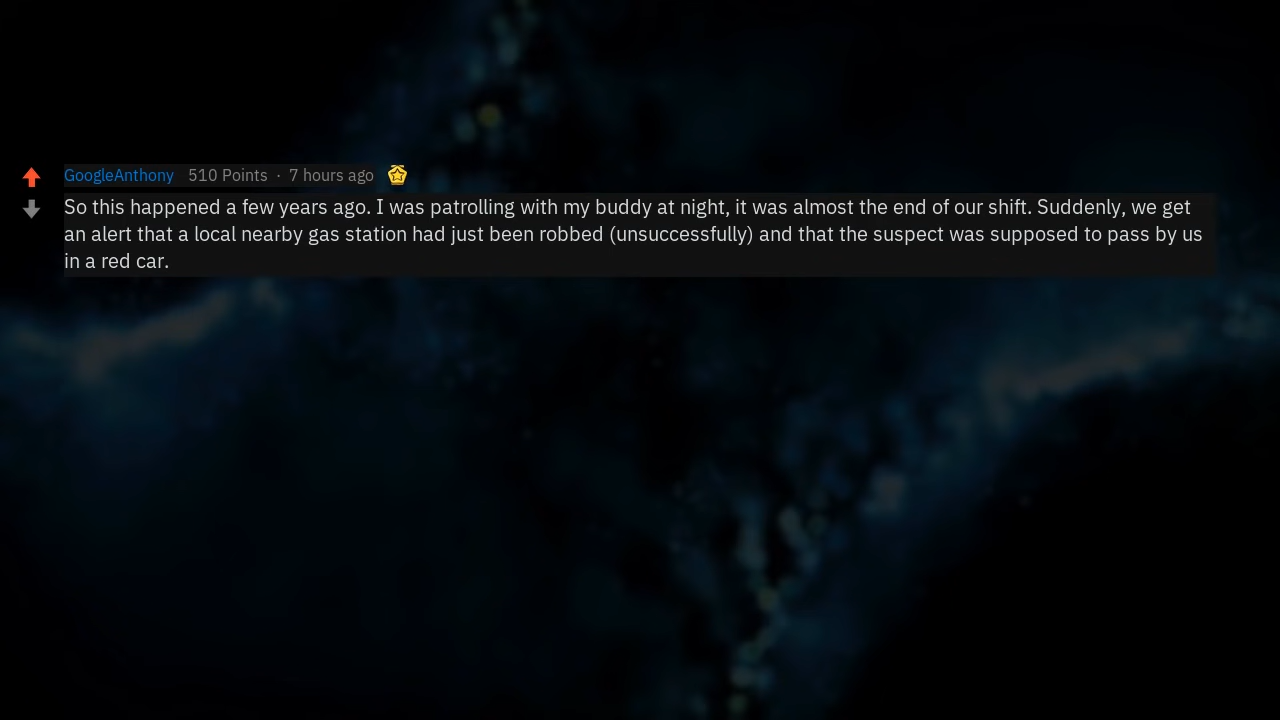 GoogleAnthony 510 Points · 7 hours ago
So this happened a few years ago. I was patrolling with my buddy at night, it was almost the end of our shift. Suddenly, we get
an alert that a local nearby gas station had just been robbed (unsuccessfully) and that the suspect was supposed to pass by us
in a red car.